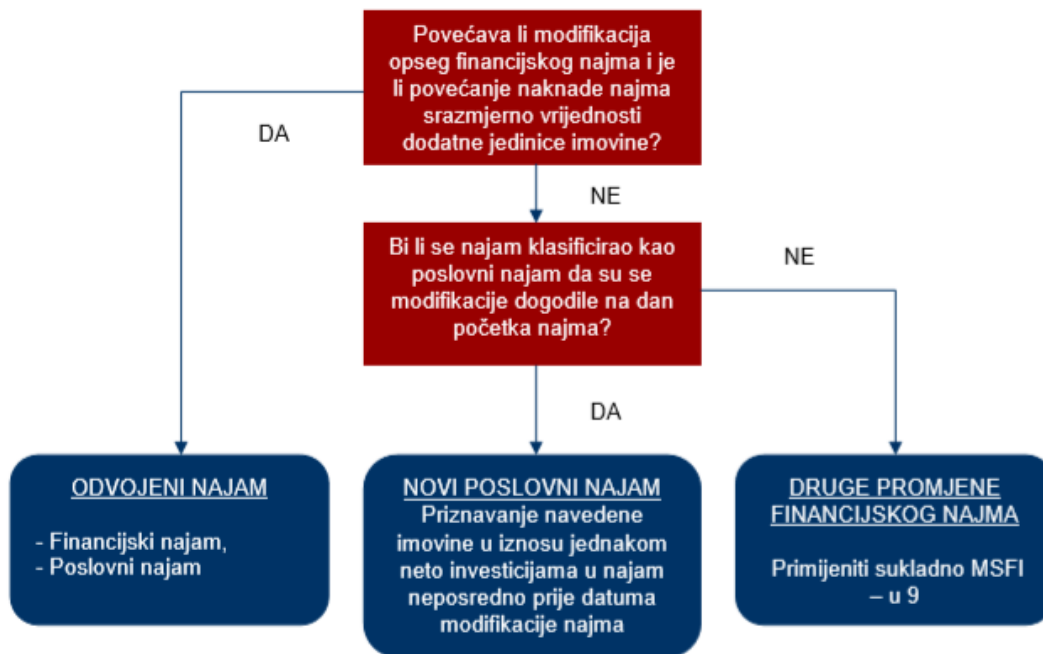 Povećava li modifikacija
opseg financijskog najma i je
li povećanje naknade najma
srazmjerno vrijednosti
dodatne jedinice imovine?
DA
NE
Bi li se najam klasificirao kao
poslovni najam da su se
modifikacije dogodile na dan
početka najma?
NE
DA
ODVOJENI NAJAM
- Financijski najam,
- Poslovni najam
NOVI POSLOVNI NAJAM
Priznavanje navedene
imovine u iznosu jednakom
neto investicijama u najam
neposredno prije datuma
modifikacije najma
DRUGE PROMJENE
FINANCIJSKOG NAJMA
Primijeniti sukladno MSFI
– u 9